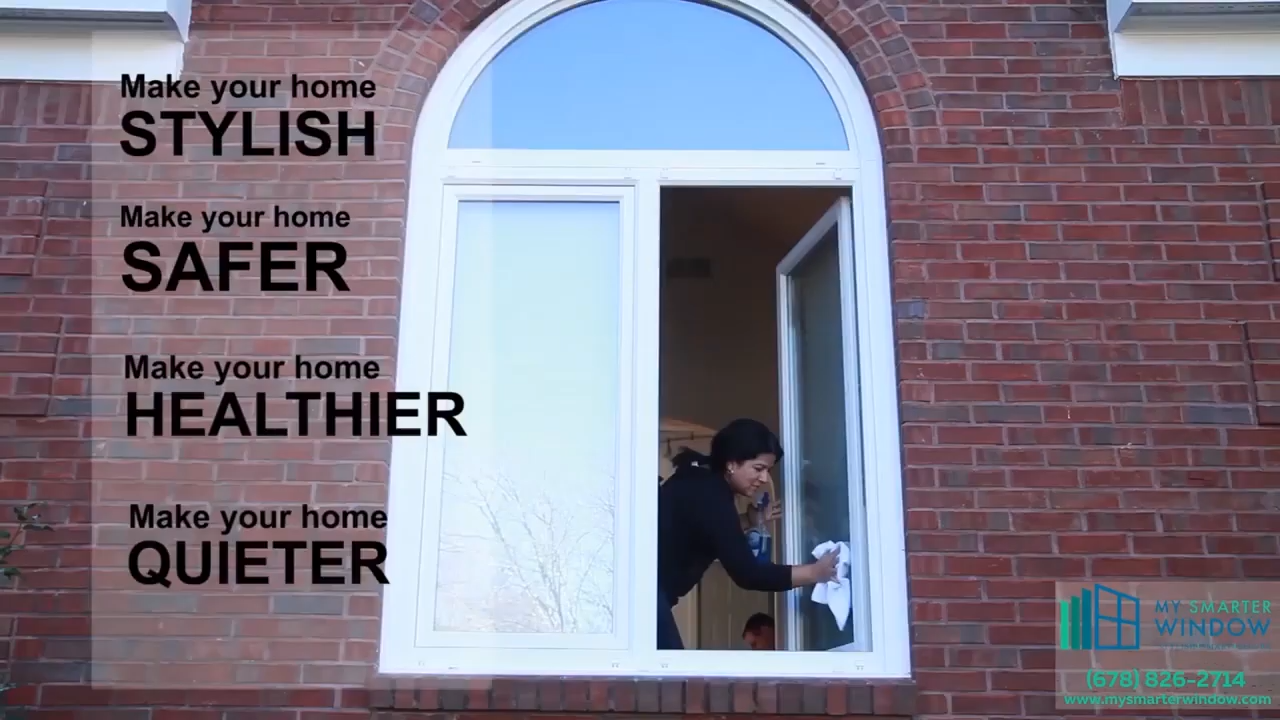 Make your home
STYLISH
Make your home
SAFER
Make your home
HEALTHIER
Make your home
QUIETER
MY SMARTER
WINDOW
(678) 826-2714
www.mysmarterwindow.com